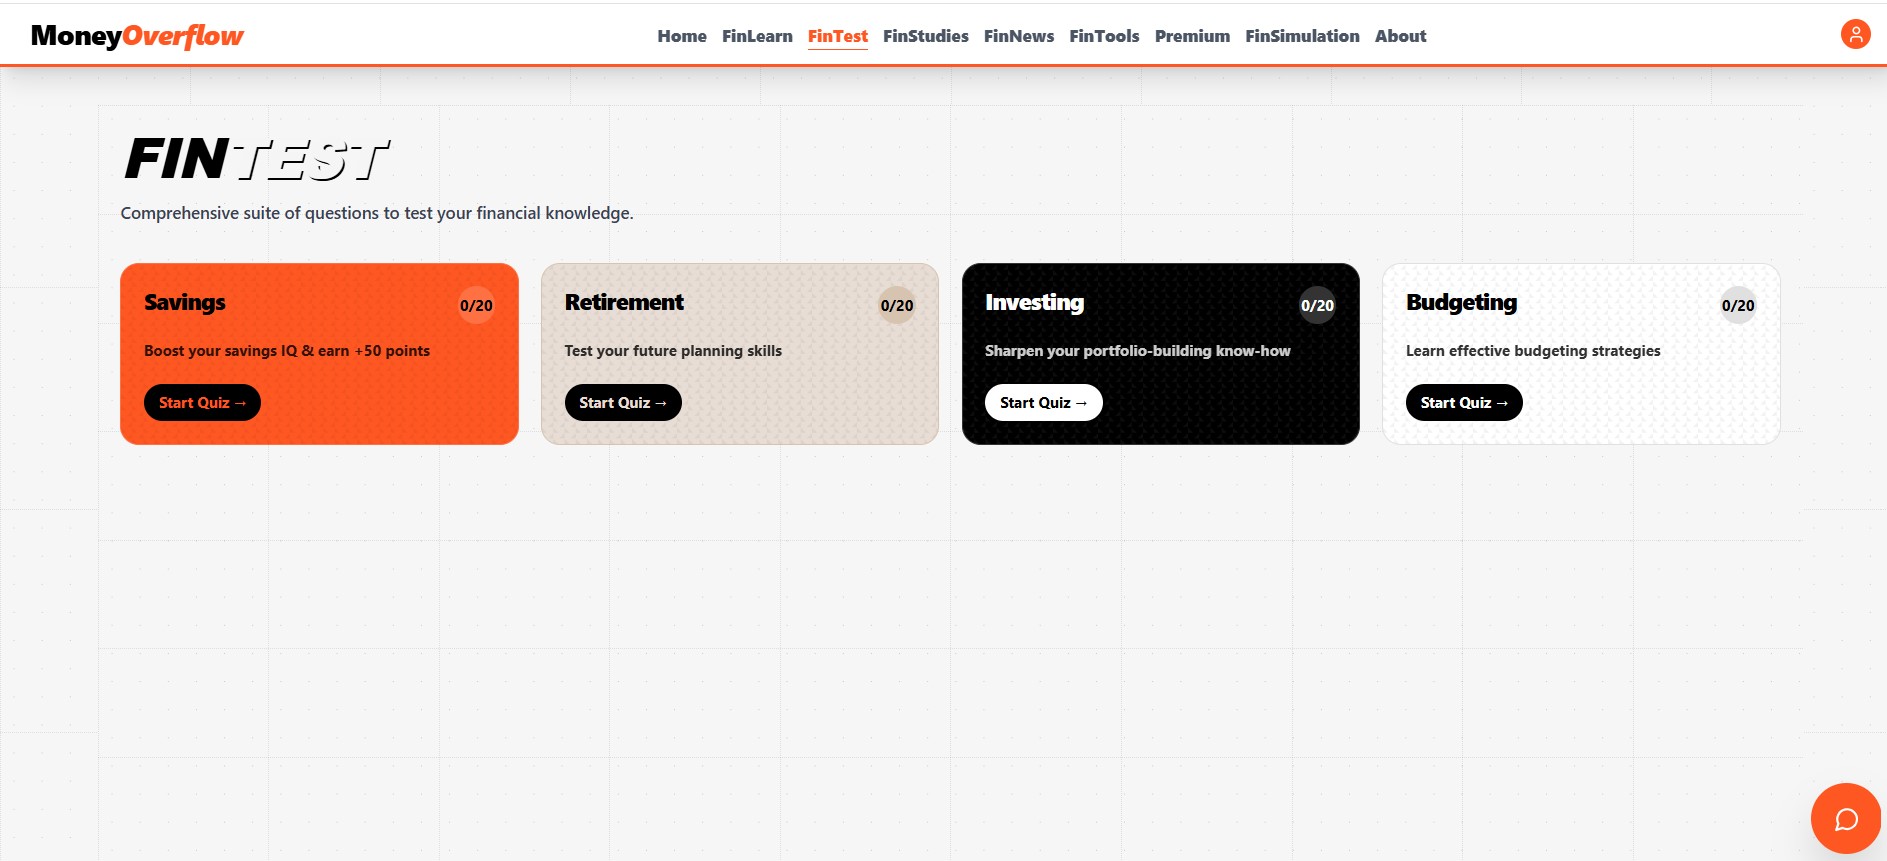 MoneyOverflow
Home FinLearn FinTest FinStudies FinNews FinTools Premium FinSimulation About
FINTEST
Comprehensive suite of questions to test your financial knowledge.
Savings 0/20
Boost your savings IQ & earn +50 points
Start Quiz →
Retirement 0/20
Test your future planning skills
Start Quiz →
Investing 0/20
Sharpen your portfolio-building know-how
Start Quiz →
Budgeting 0/20
Learn effective budgeting strategies
Start Quiz →